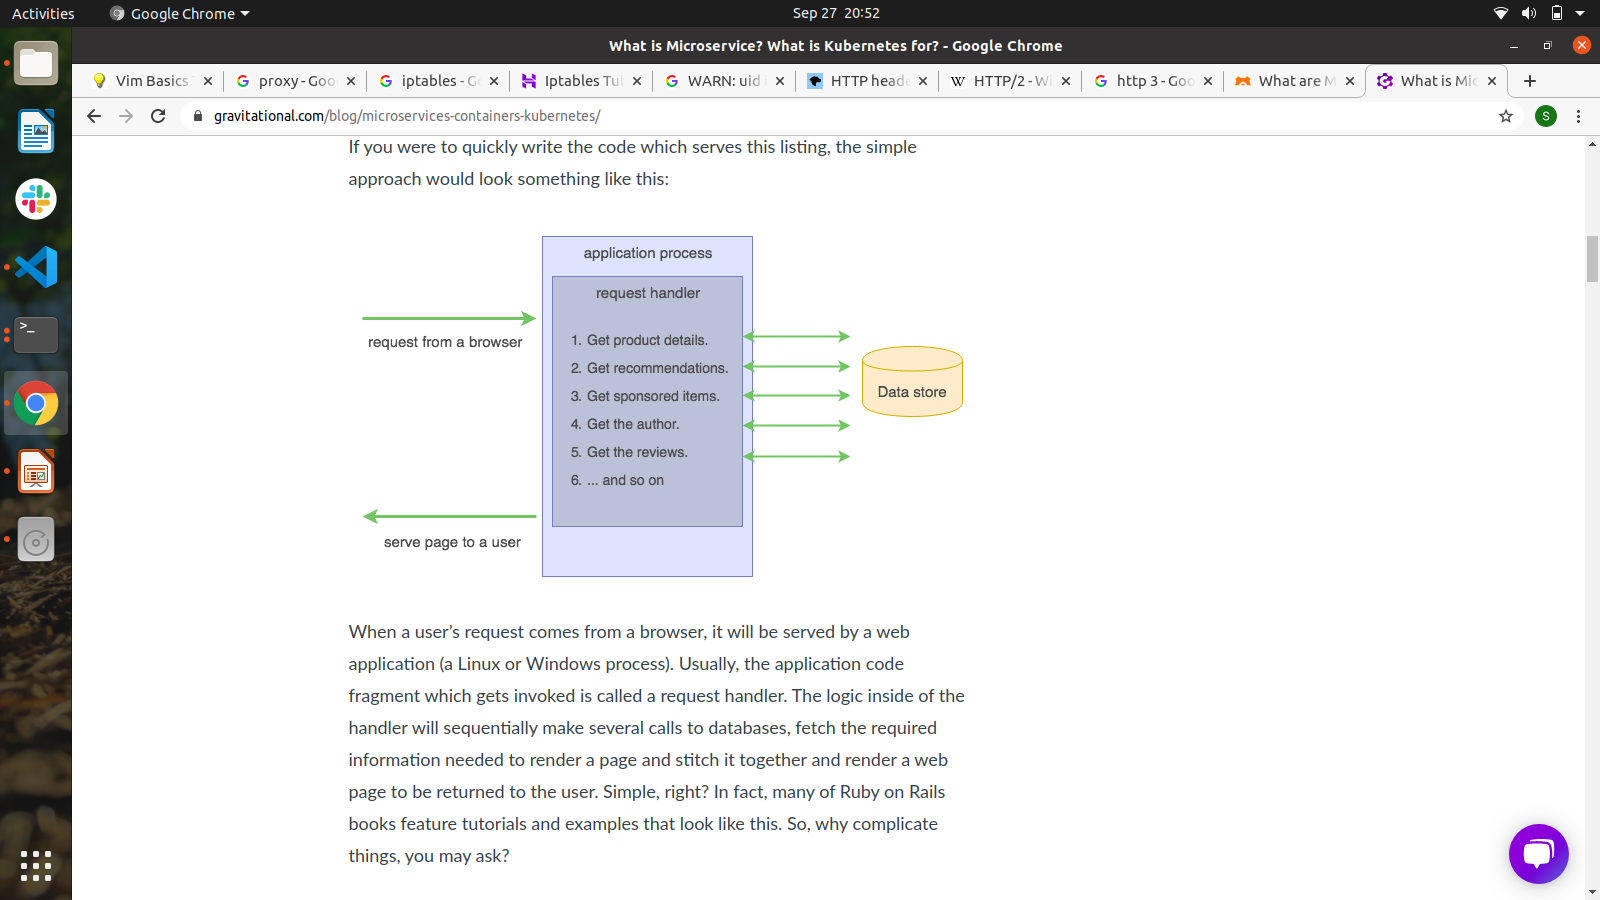 Activities
Google Chrome
Sep 27 20:52
What is Microservice? What is Kubernetes for? - Google Chrome
Vim Basics
proxy - Goo
iptables - G
Iptables Tut
WARN: uid
HTTP heade
HTTP/2 - Wi
http 3 - Goo
What are M
What is Mic
gravitational.com/blog/microservices-containers-kubernetes/
S
If you were to quickly write the code which serves this listing, the simple
approach would look something like this:
application process
request handler
request from a browser
1. Get product details.
2. Get recommendations.
3. Get sponsored items.
4. Get the author.
5. Get the reviews.
6. ... and so on
Data store
serve page to a user
When a user’s request comes from a browser, it will be served by a web
application (a Linux or Windows process). Usually, the application code
fragment which gets invoked is called a request handler. The logic inside of the
handler will sequentially make several calls to databases, fetch the required
information needed to render a page and stitch it together and render a web
page to be returned to the user. Simple, right? In fact, many of Ruby on Rails
books feature tutorials and examples that look like this. So, why complicate
things, you may ask?